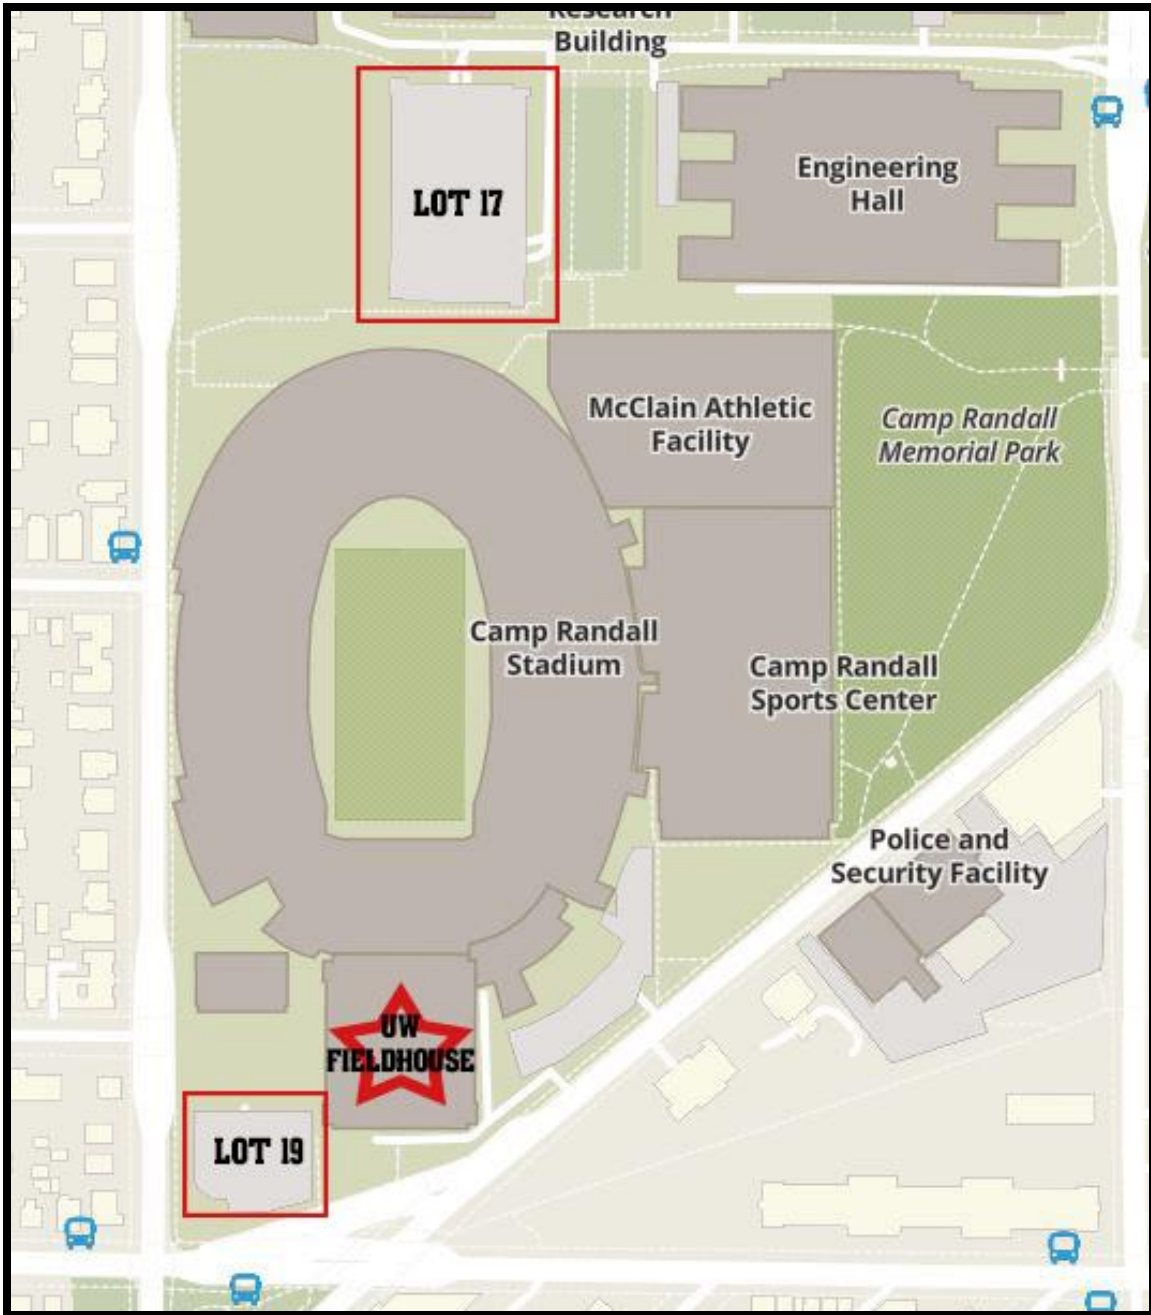 Research
Building
LOT 17
Engineering
Hall
McClain Athletic
Facility
Camp Randall
Memorial Park
Camp Randall
Stadium
Camp Randall
Sports Center
Police and
Security Facility
UW
FIELDHOUSE
LOT 19